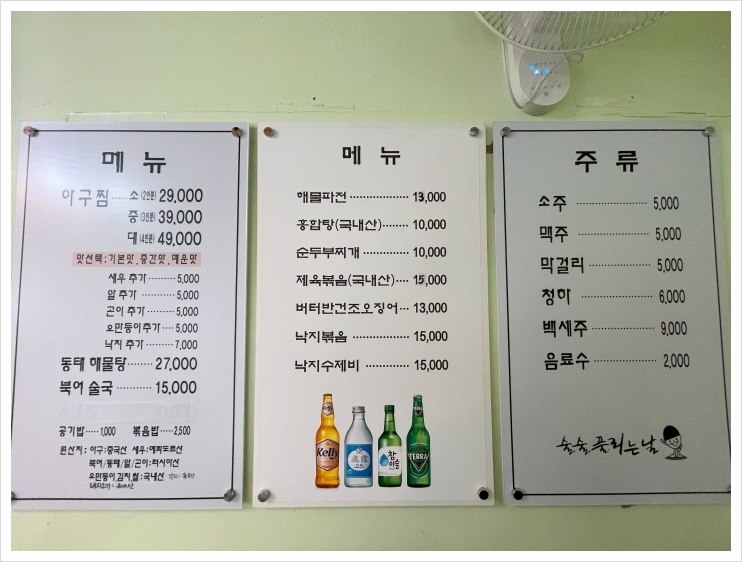 메 뉴
아구찜 ····· 소 (2인분) 29,000
중 (3인분) 39,000
대 (4인분) 49,000
맛선택 : 기본맛, 중간맛, 매운맛
새우 추가 ········· 5,000
알 추가 ········· 5,000
곤이 추가 ········ 5,000
오만둥이추가 ···· 5,000
낙지 추가 ········ 7,000
동태 해물탕 ········ 27,000
북어 술국 ··········· 15,000
공기밥 ····· 1,000 볶음밥 ····· 2,500
원산지 : 아구:중국산 새우:에콰도르산
북어/동태/알/곤이:러시아산
오만둥이,김치,쌀:국내산
메 뉴
해물파전 ················· 13,000
홍합탕(국내산) ······· 10,000
순두부찌개 ············· 10,000
제육볶음(국내산) ···· 15,000
버터반건조오징어 ··· 13,000
낙지볶음 ················ 15,000
낙지수제비 ············· 15,000
Kelly
참이슬
TERRA
주 류
소주 ··················· 5,000
맥주 ··················· 5,000
막걸리 ················ 5,000
청하 ··················· 6,000
백세주 ················ 9,000
음료수 ················ 2,000
술술끌리는남